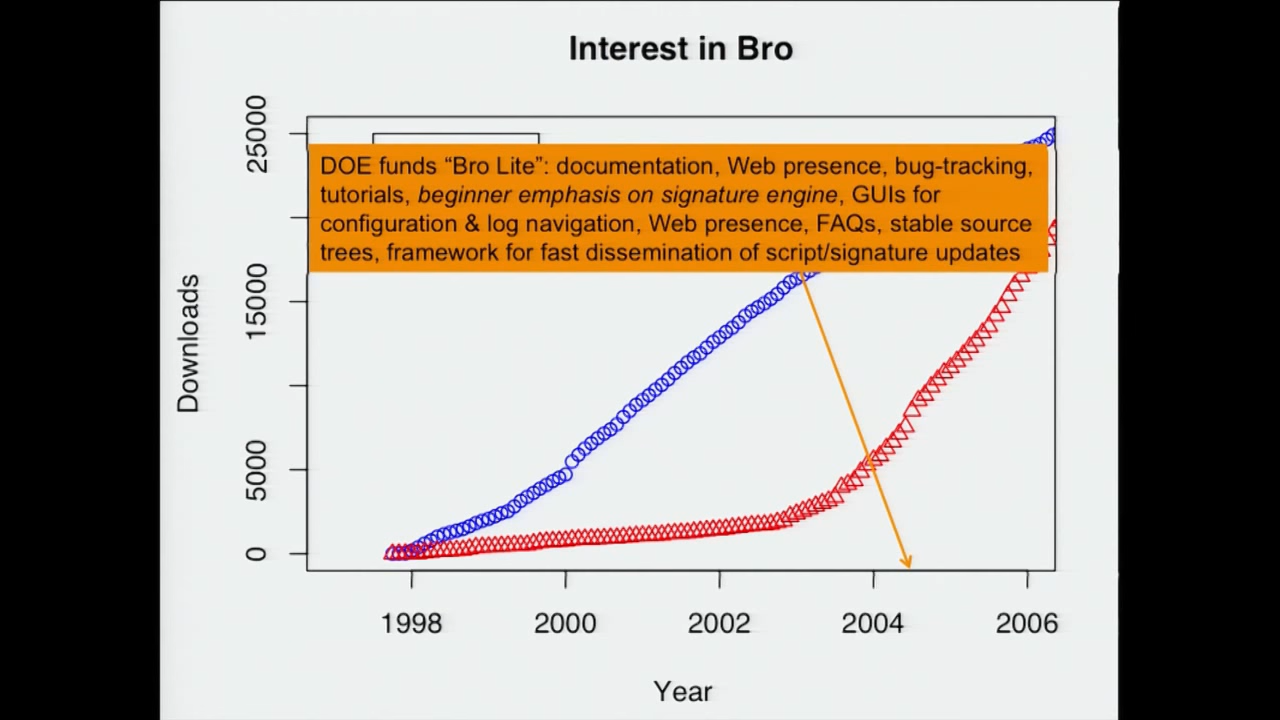 Interest in Bro
25000
15000
5000
0
Downloads
DOE funds “Bro Lite”: documentation, Web presence, bug-tracking,
tutorials, beginner emphasis on signature engine, GUIs for
configuration & log navigation, Web presence, FAQs, stable source
trees, framework for fast dissemination of script/signature updates
1998 2000 2002 2004 2006
Year